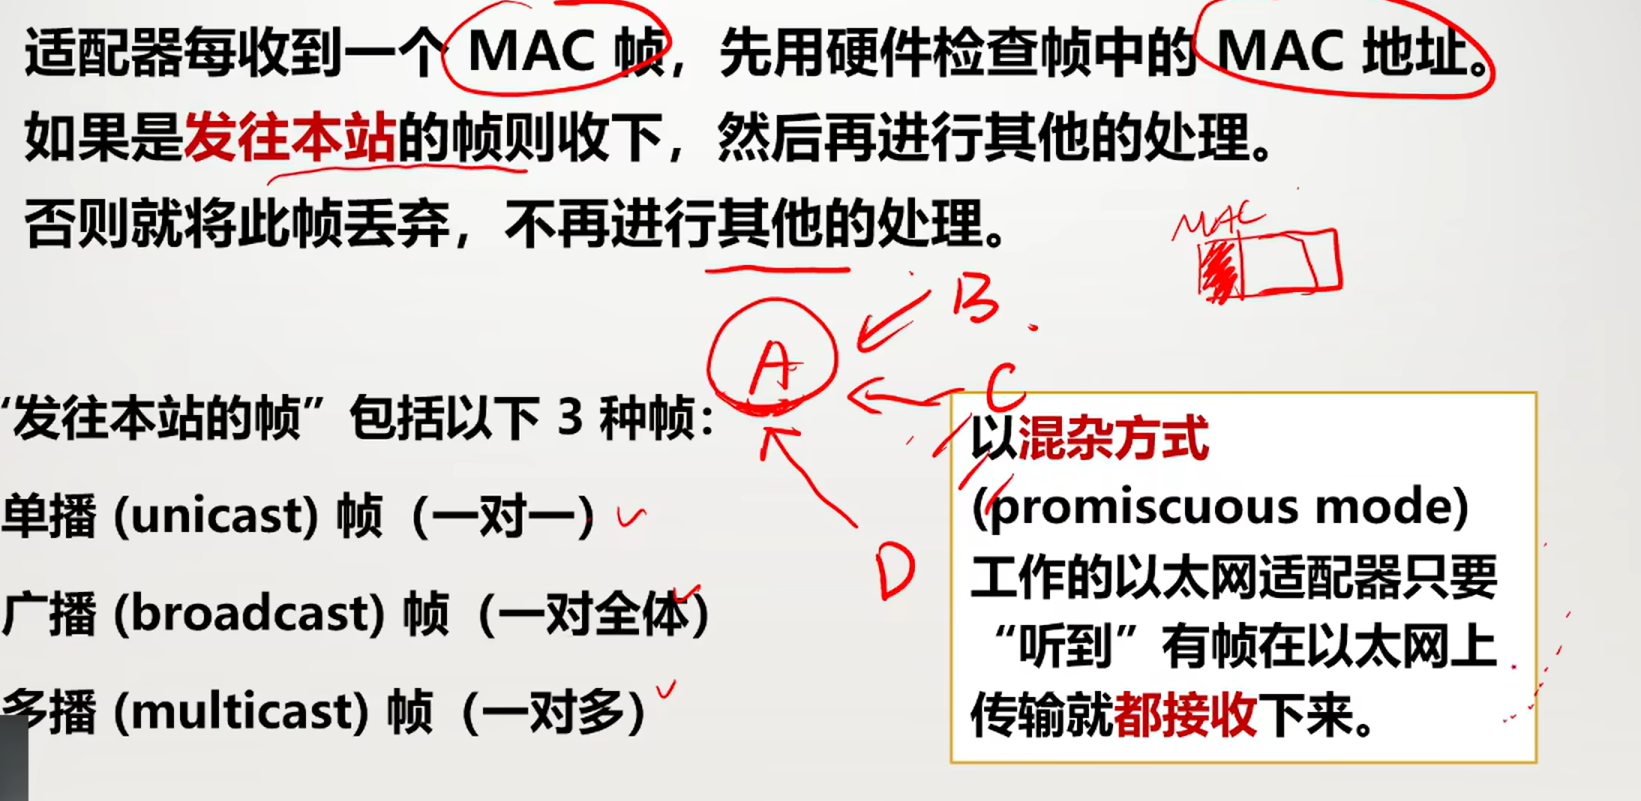 适配器每收到一个 MAC 帧，先用硬件检查帧中的 MAC 地址。
如果是发往本站的帧则收下，然后再进行其他的处理。
否则就将此帧丢弃，不再进行其他的处理。
MAC
A
B
C
D
“发往本站的帧”包括以下 3 种帧：
单播 (unicast) 帧（一对一）
广播 (broadcast) 帧（一对全体）
多播 (multicast) 帧（一对多）
以混杂方式
(promiscuous mode)
工作的以太网适配器只要
“听到”有帧在以太网上
传输就都接收下来。